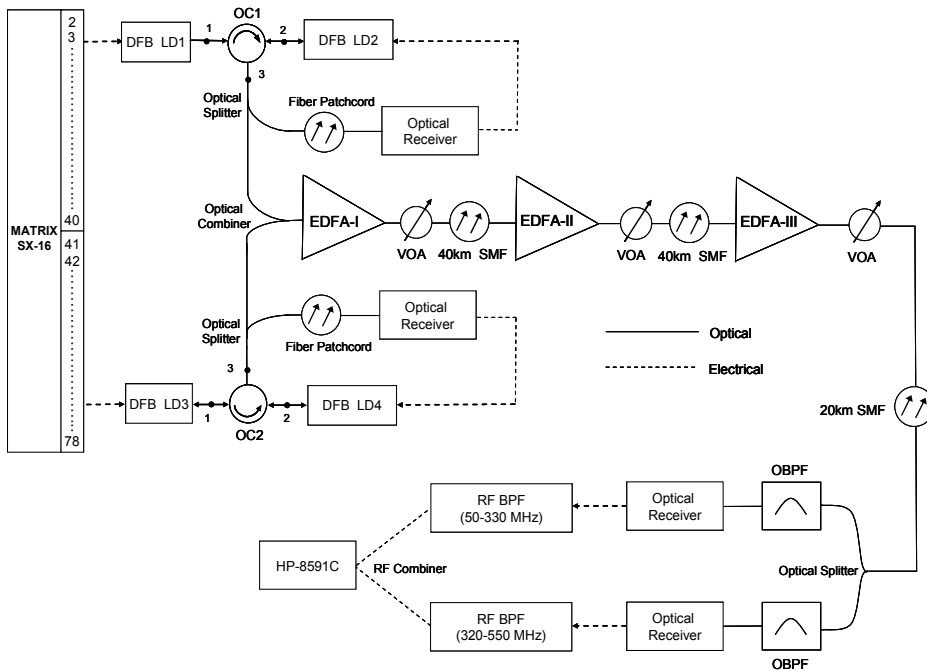 OC1
2
3
1
2
DFB LD1
DFB LD2
3
Optical
Splitter
Fiber Patchcord
Optical
Receiver
Optical
Combiner
EDFA-I
EDFA-II
EDFA-III
MATRIX
SX-16
40
41
42
VOA
40km SMF
VOA
40km SMF
VOA
Optical
Splitter
Fiber Patchcord
Optical
Receiver
Optical
Electrical
3
DFB LD3
1
2
DFB LD4
OC2
78
20km SMF
OBPF
RF BPF
(50-330 MHz)
Optical
Receiver
HP-8591C
RF Combiner
Optical Splitter
RF BPF
(320-550 MHz)
Optical
Receiver
OBPF